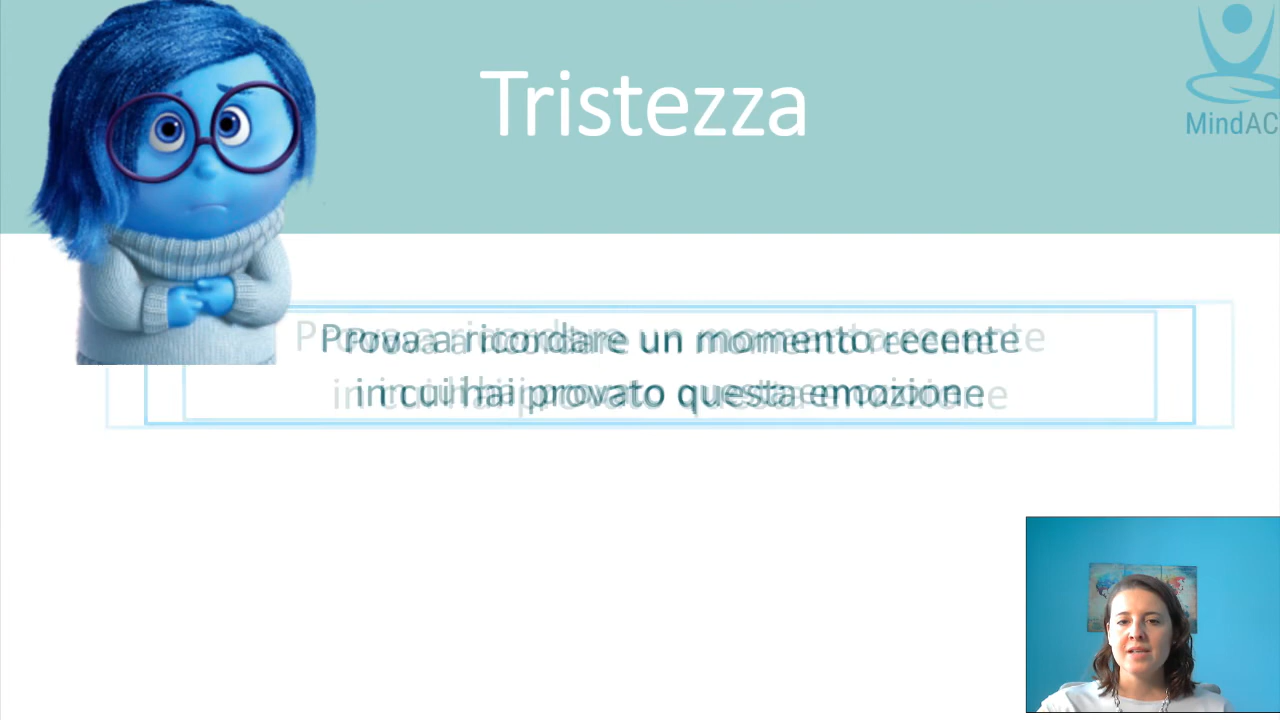 Tristezza
MindAC
Prova a ricordare un momento recente
in cui hai provato questa emozione